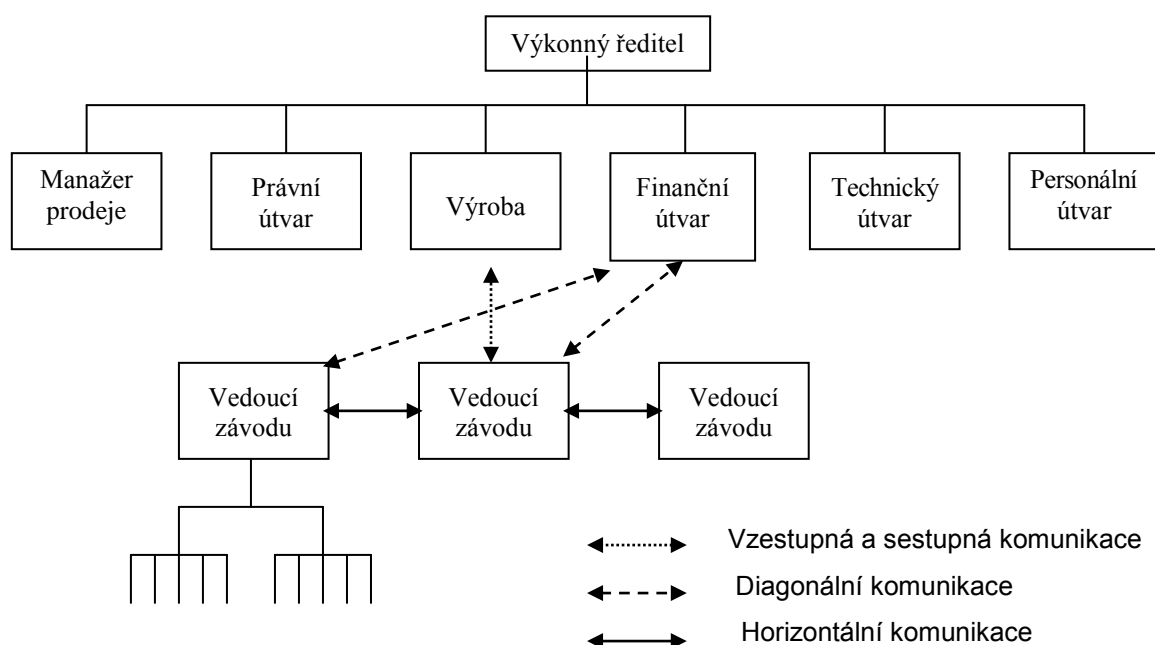 Výkonný ředitel
Manažer
prodeje
Právní
útvar
Výroba
Finanční
útvar
Technický
útvar
Personální
útvar
Vedoucí
závodu
Vedoucí
závodu
Vedoucí
závodu
Vzestupná a sestupná komunikace
Diagonální komunikace
Horizontální komunikace